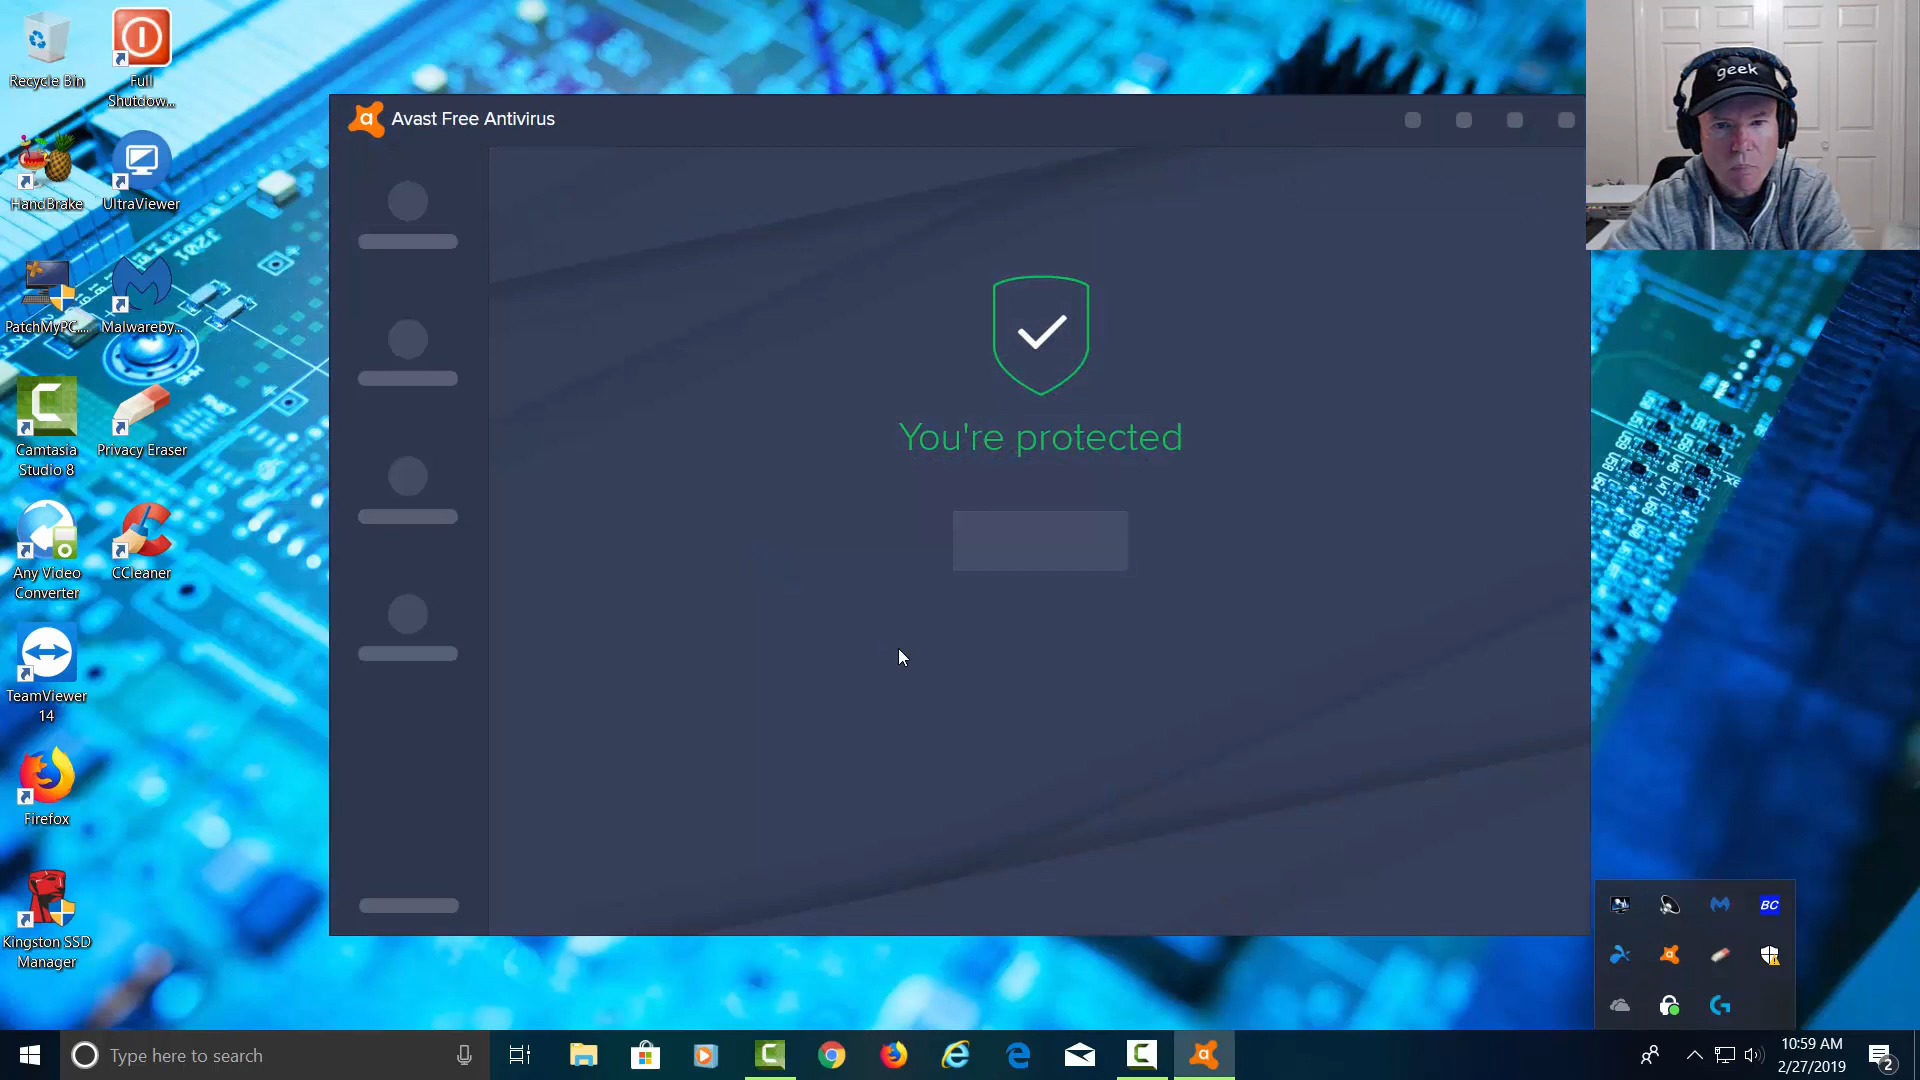 Recycle Bin
Full
Shutdow...
HandBrake
UltraViewer
PatchMyPC....
Malwareby...
Camtasia
Studio 8
Privacy Eraser
Any Video
Converter
CCleaner
TeamViewer
14
Firefox
Kingston SSD
Manager
Avast Free Antivirus
You're protected
geek
BC
Type here to search
10:59 AM
2/27/2019
2